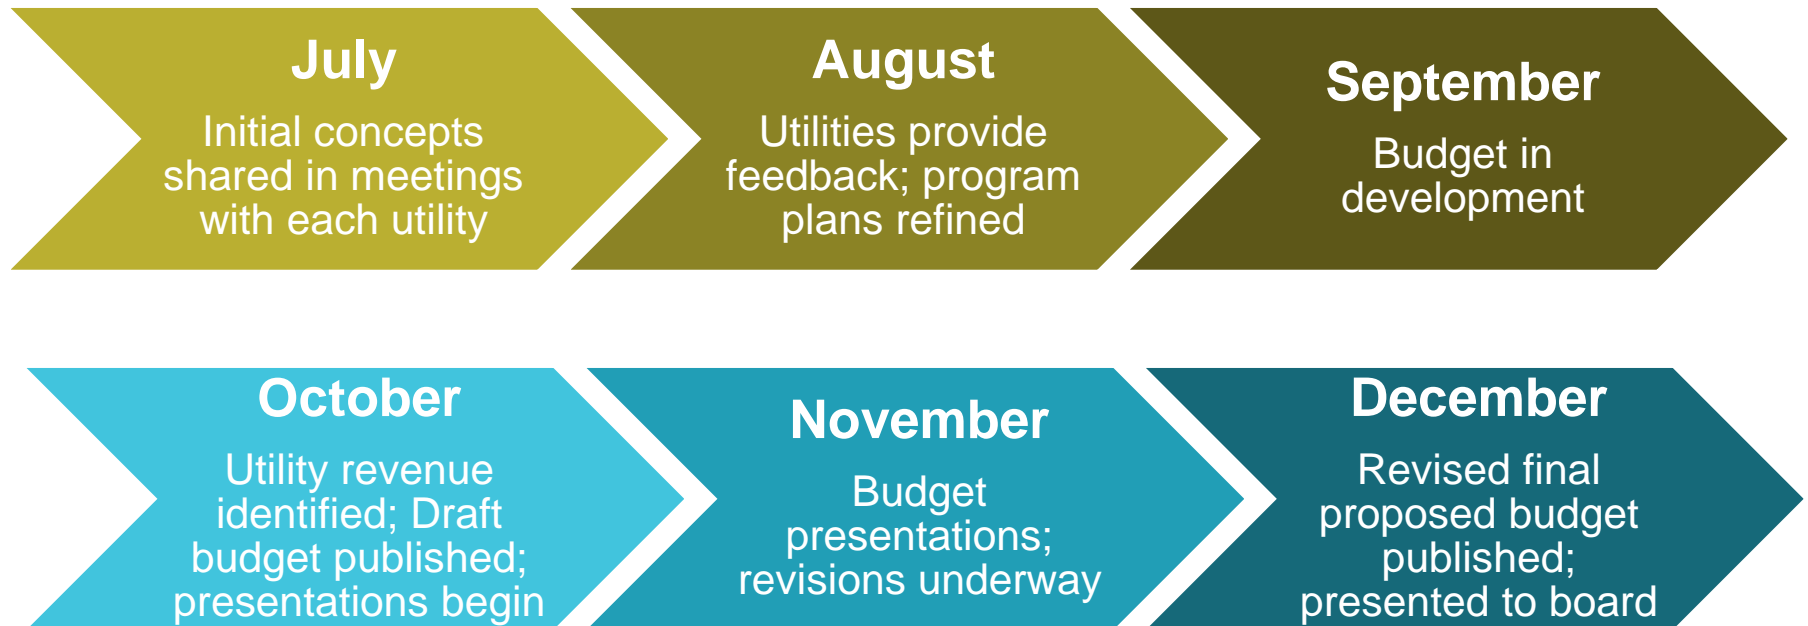 July
Initial concepts
shared in meetings
with each utility
August
Utilities provide
feedback; program
plans refined
September
Budget in
development
October
Utility revenue
identified; Draft
budget published;
presentations begin
November
Budget
presentations;
revisions underway
December
Revised final
proposed budget
published;
presented to board